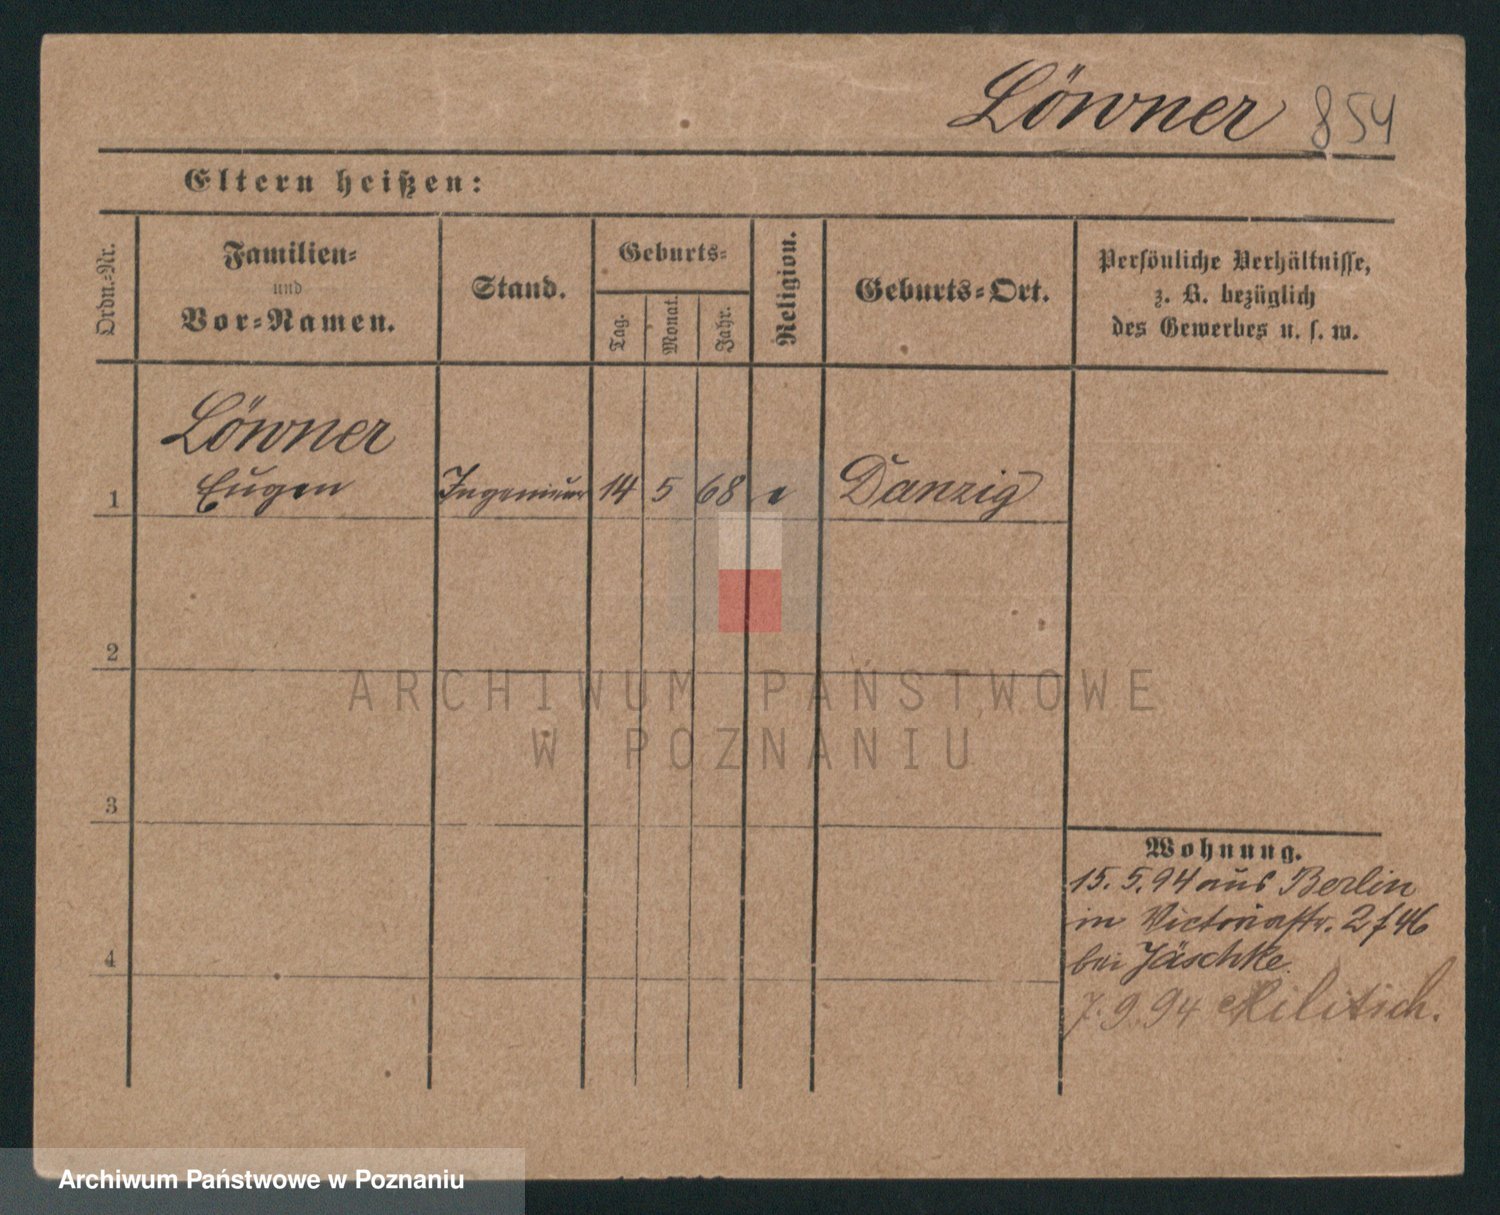 Löwner 854
Eltern heißen:
Ordn.-Nr.
Familien-
und
Vor-Namen.
Stand.
Geburts-
Tag.
Monat.
Jahr.
Religion.
Geburts-Ort.
Persönliche Verhältnisse,
z. B. bezüglich
des Gewerbes u. s. w.
Löwner
1 Eugen Ingenieur 14 5 68 e Danzig
2
ARCHIWUM PAŃSTWOWE
W POZNANIU
3
Wohnung.
15.5.94 aus Berlin
in Victoriastr. 2 f 46
bei Jäschke.
4
7.9.94 Militsch.
Archiwum Państwowe w Poznaniu